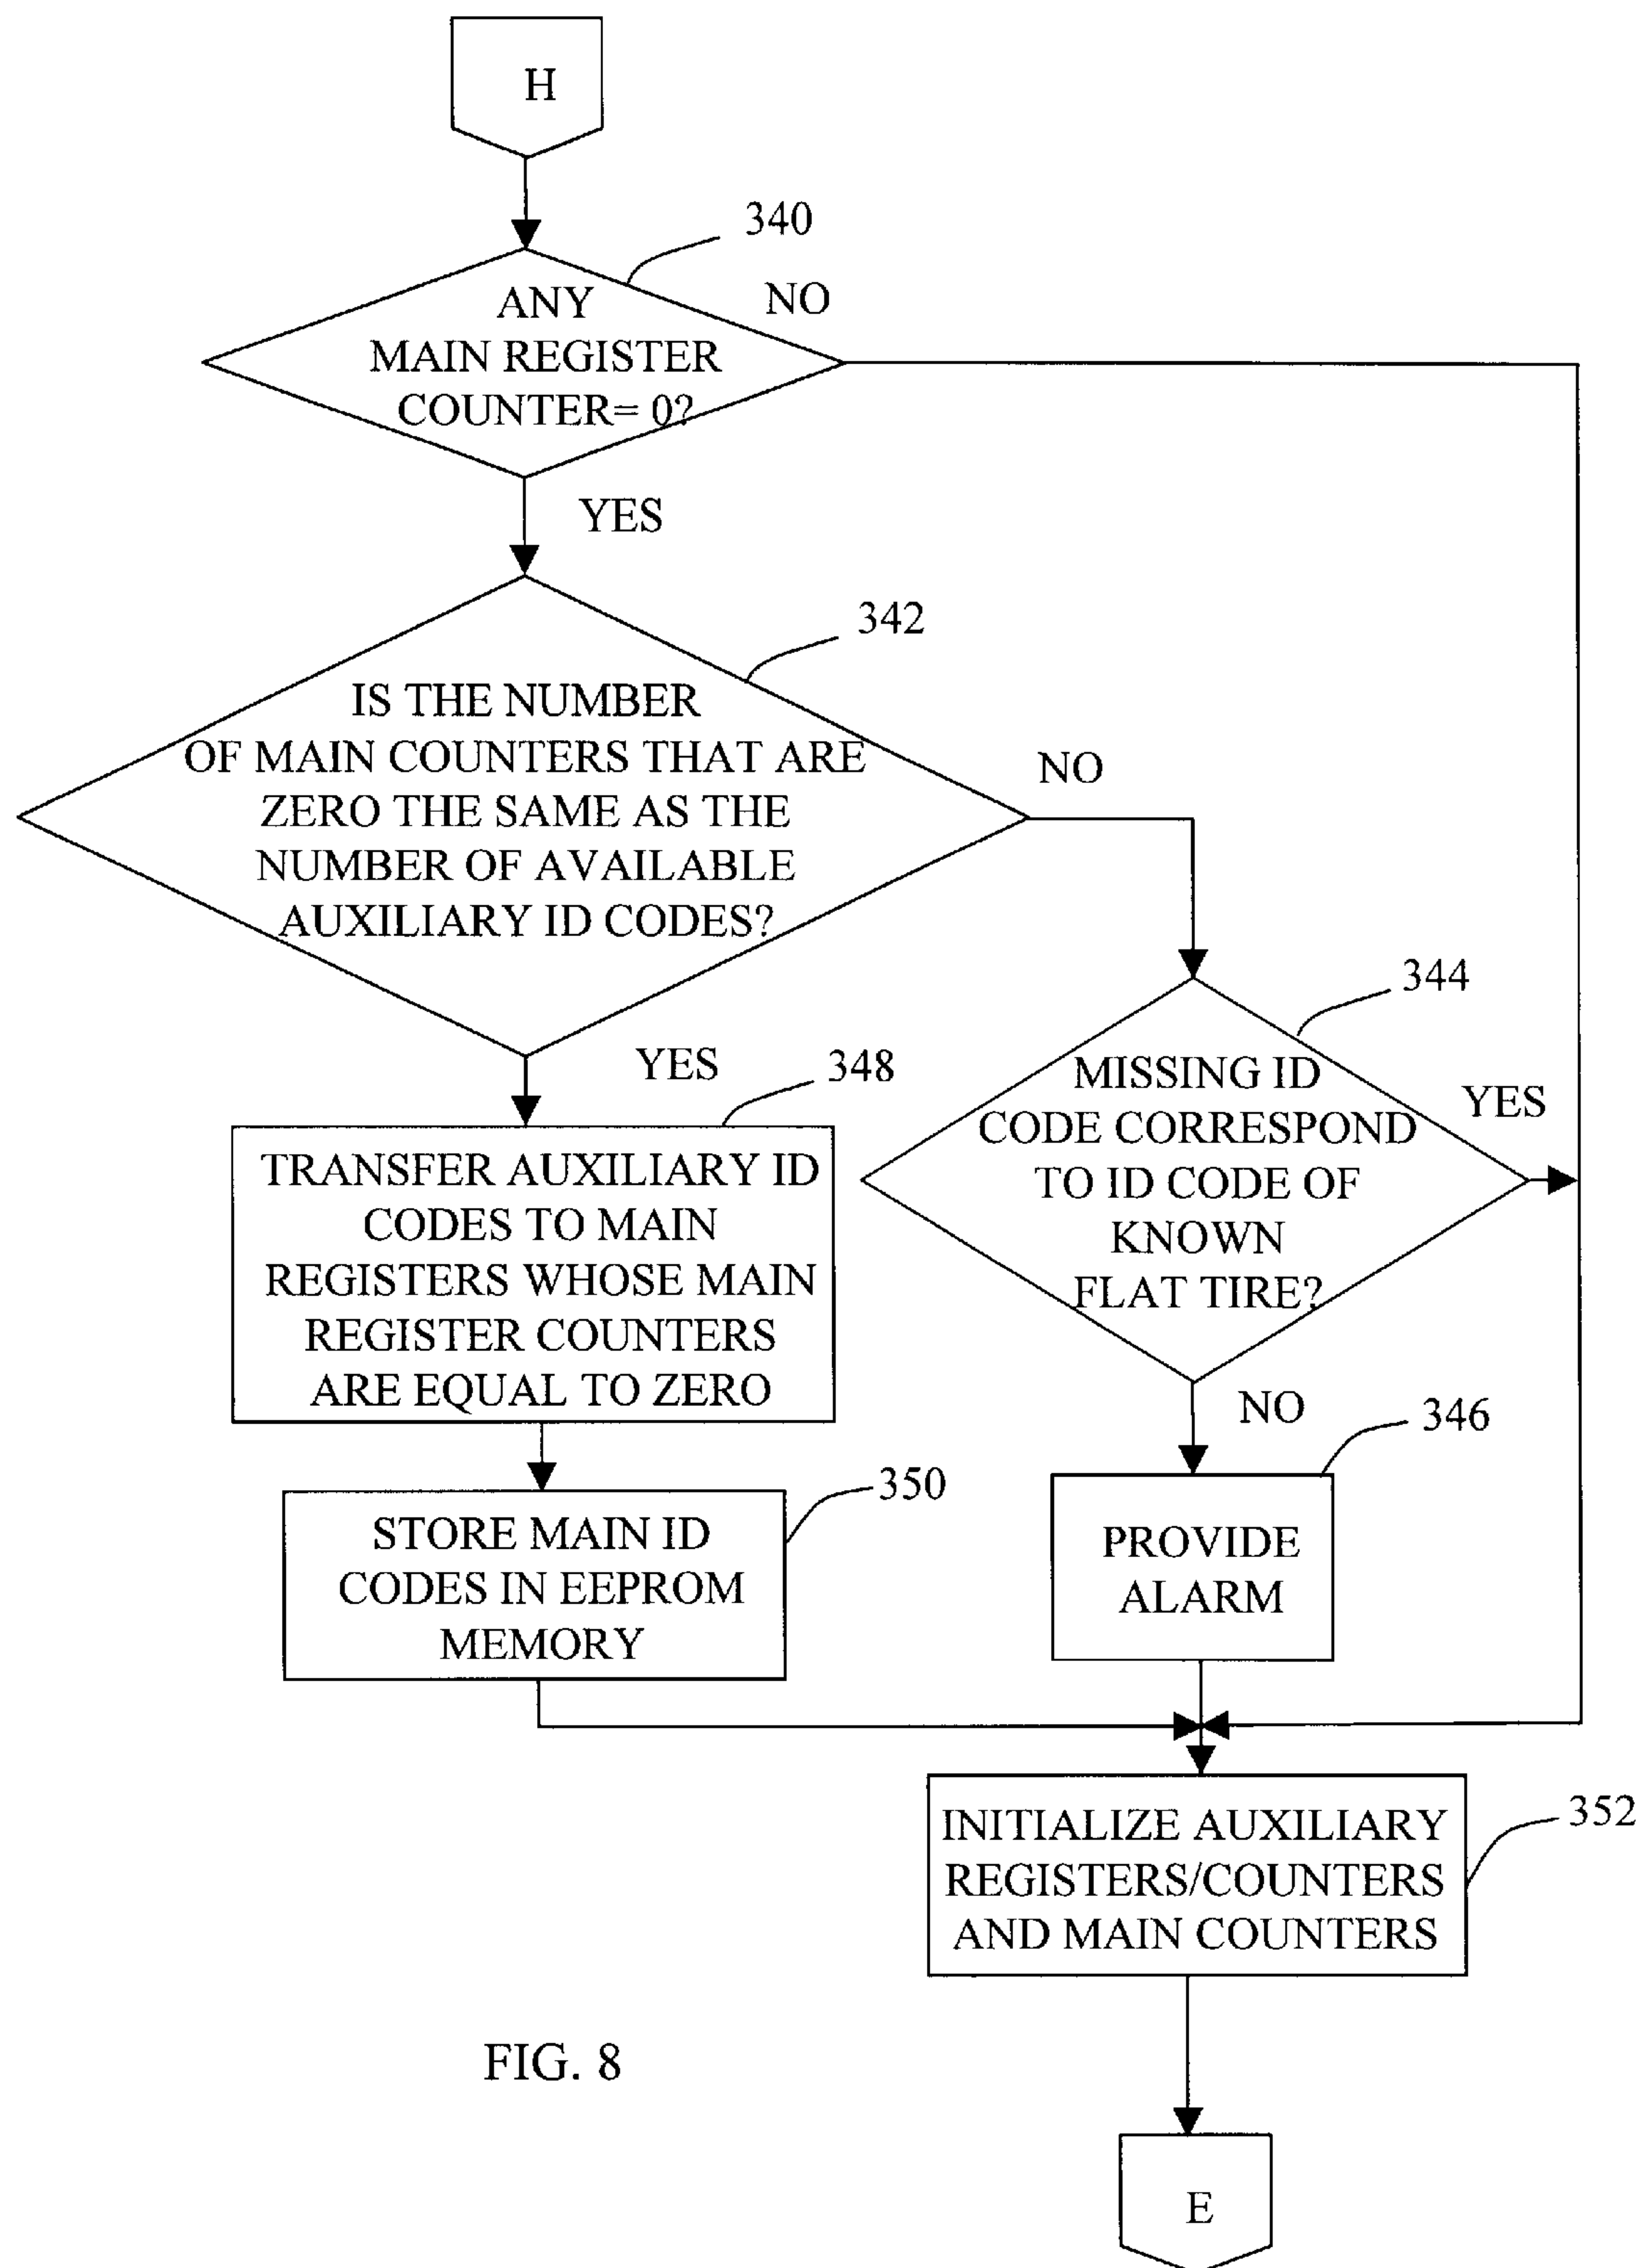 H
340
ANY
MAIN REGISTER
COUNTER= 0?
NO
YES
342
IS THE NUMBER
OF MAIN COUNTERS THAT ARE
ZERO THE SAME AS THE
NUMBER OF AVAILABLE
AUXILIARY ID CODES?
NO
YES
344
MISSING ID
CODE CORRESPOND
TO ID CODE OF
KNOWN
FLAT TIRE?
YES
NO
348
TRANSFER AUXILIARY ID
CODES TO MAIN
REGISTERS WHOSE MAIN
REGISTER COUNTERS
ARE EQUAL TO ZERO
346
PROVIDE
ALARM
350
STORE MAIN ID
CODES IN EEPROM
MEMORY
352
INITIALIZE AUXILIARY
REGISTERS/COUNTERS
AND MAIN COUNTERS
FIG. 8
E